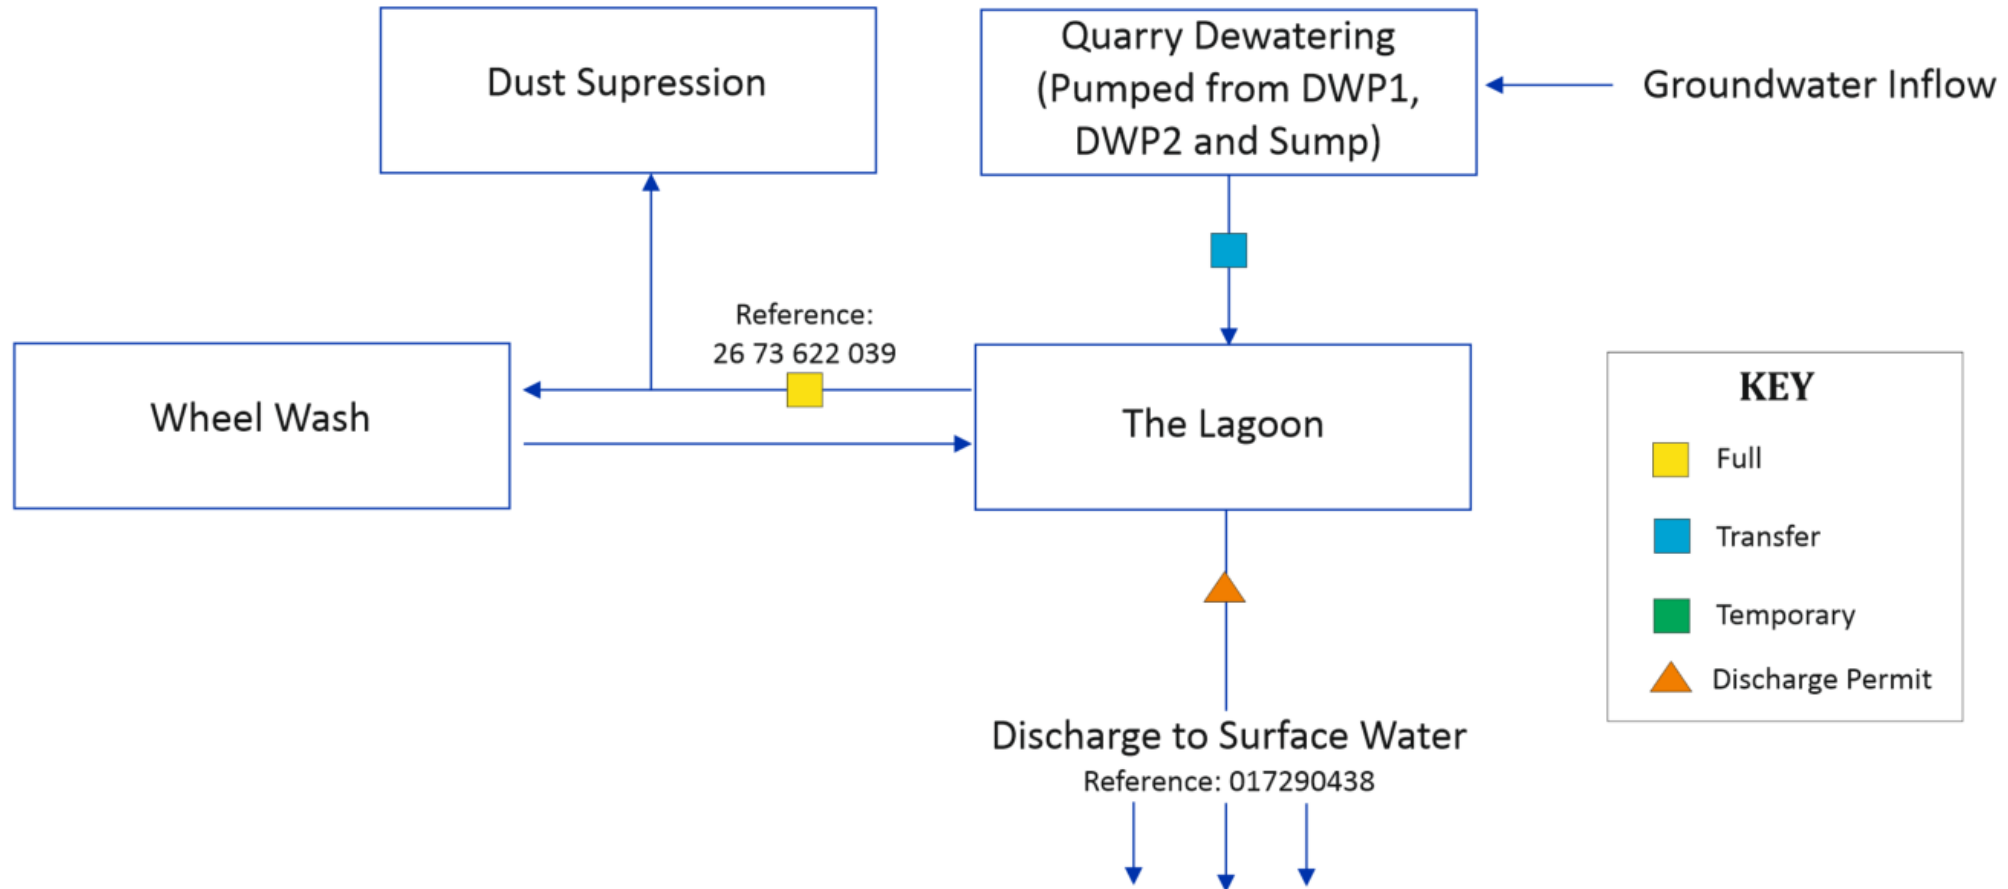 Dust Supression
Quarry Dewatering
(Pumped from DWP1,
DWP2 and Sump)
Groundwater Inflow
Reference:
26 73 622 039
Wheel Wash
The Lagoon
KEY
Full
Transfer
Temporary
Discharge Permit
Discharge to Surface Water
Reference: 017290438